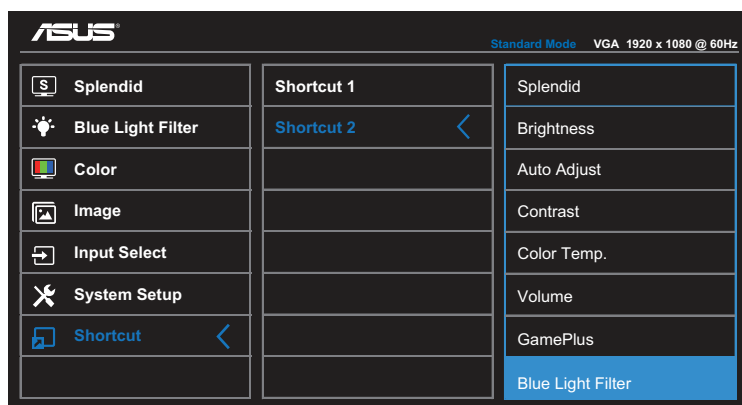 ASUS
Standard Mode VGA 1920 x 1080 @ 60Hz
Splendid
Blue Light Filter
Color
Image
Input Select
System Setup
Shortcut
Shortcut 1
Shortcut 2
Splendid
Brightness
Auto Adjust
Contrast
Color Temp.
Volume
GamePlus
Blue Light Filter